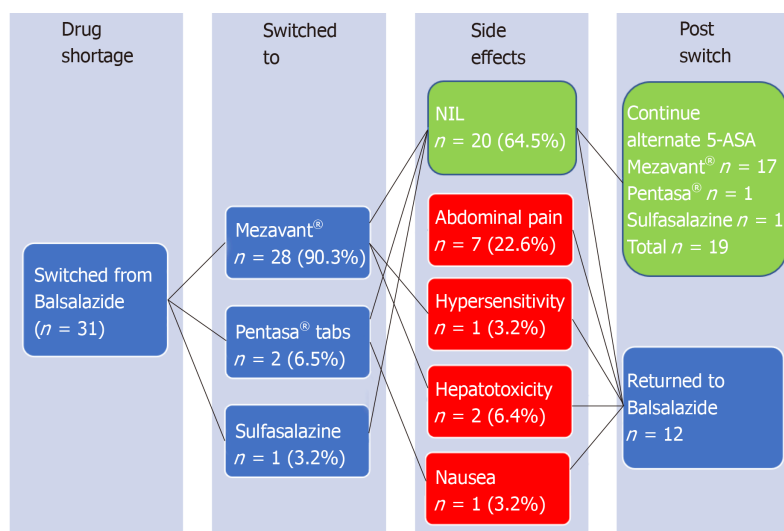 Drug
shortage
Switched
to
Side
effects
Post
switch
Switched from
Balsalazide
(n = 31)
Mezavant®
n = 28 (90.3%)
Pentasa® tabs
n = 2 (6.5%)
Sulfasalazine
n = 1 (3.2%)
NIL
n = 20 (64.5%)
Abdominal pain
n = 7 (22.6%)
Hypersensitivity
n = 1 (3.2%)
Hepatotoxicity
n = 2 (6.4%)
Nausea
n = 1 (3.2%)
Continue
alternate 5-ASA
Mezavant® n = 17
Pentasa® n = 1
Sulfasalazine n = 1
Total n = 19
Returned to
Balsalazide
n = 12